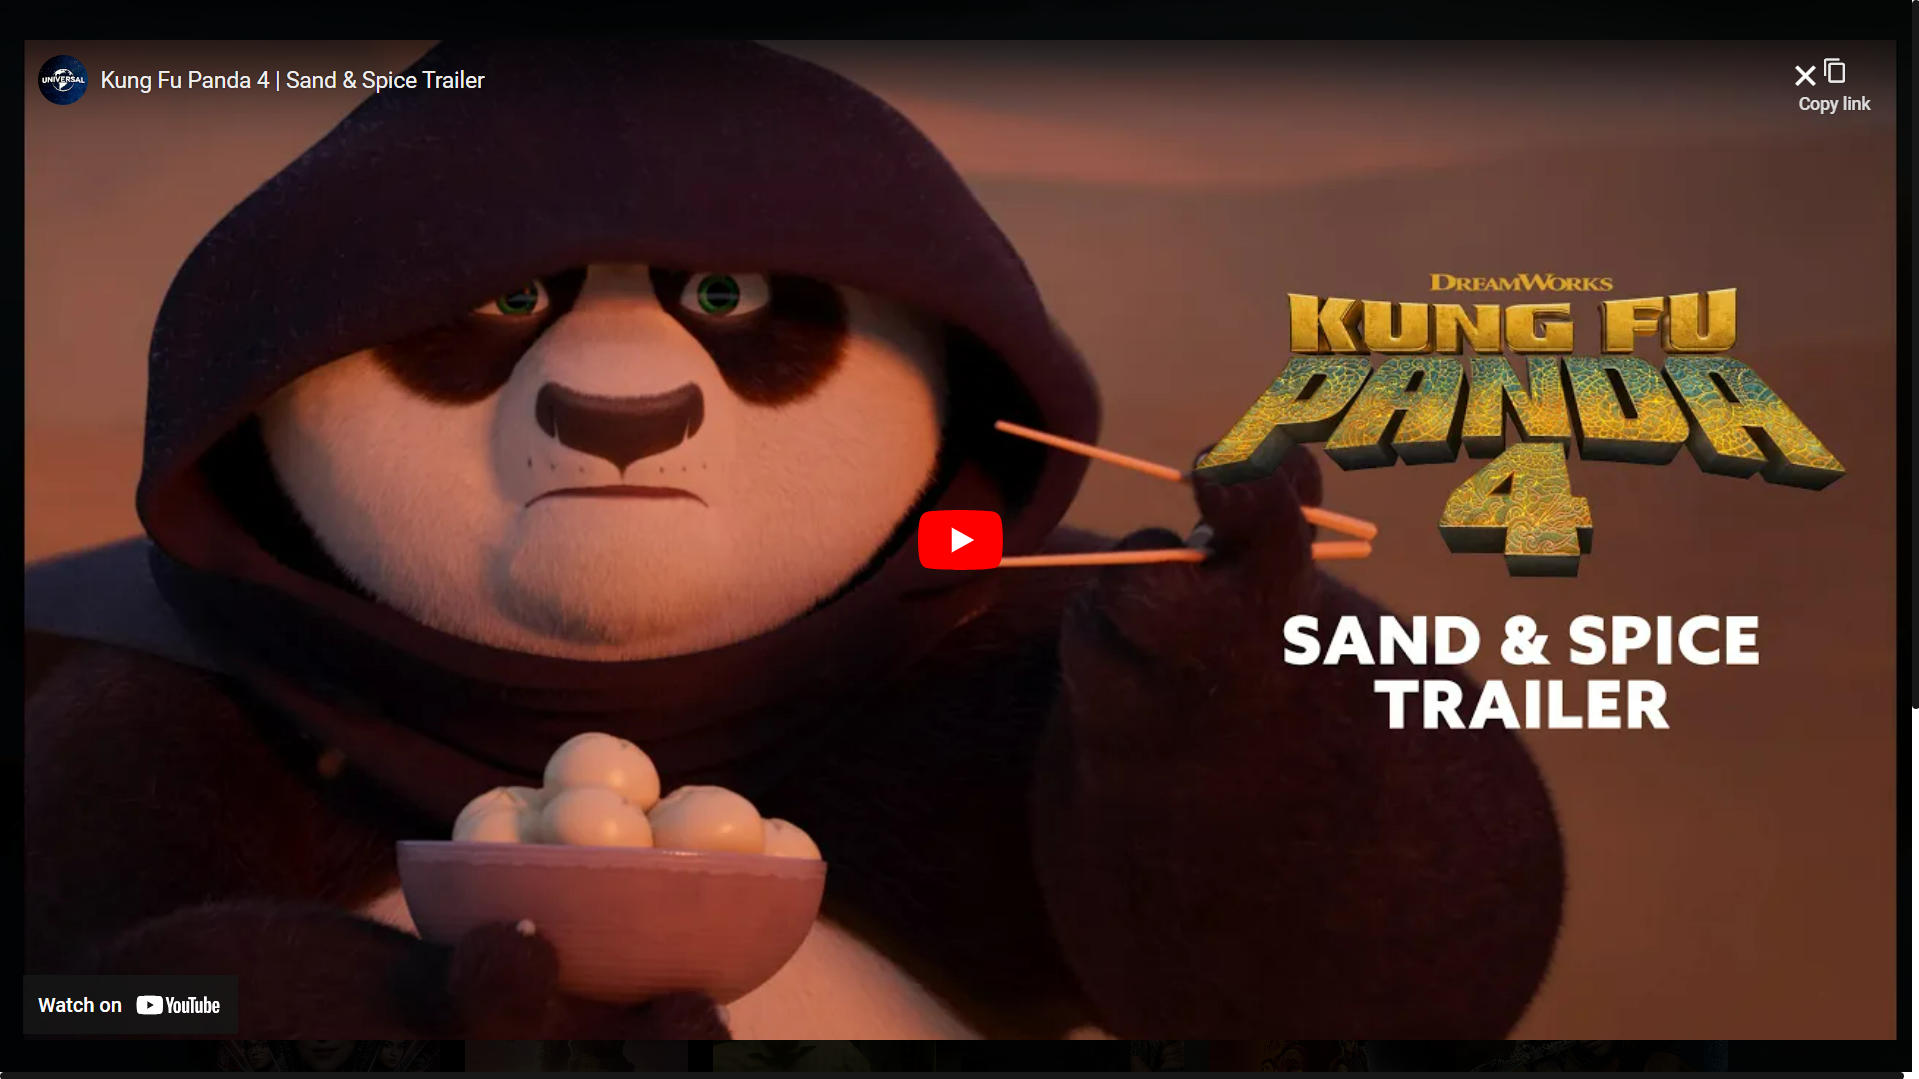 UNIVERSAL
Kung Fu Panda 4 | Sand & Spice Trailer
Copy link
DREAMWORKS
KUNG FU
PANDA
4
SAND & SPICE
TRAILER
Watch on YouTube